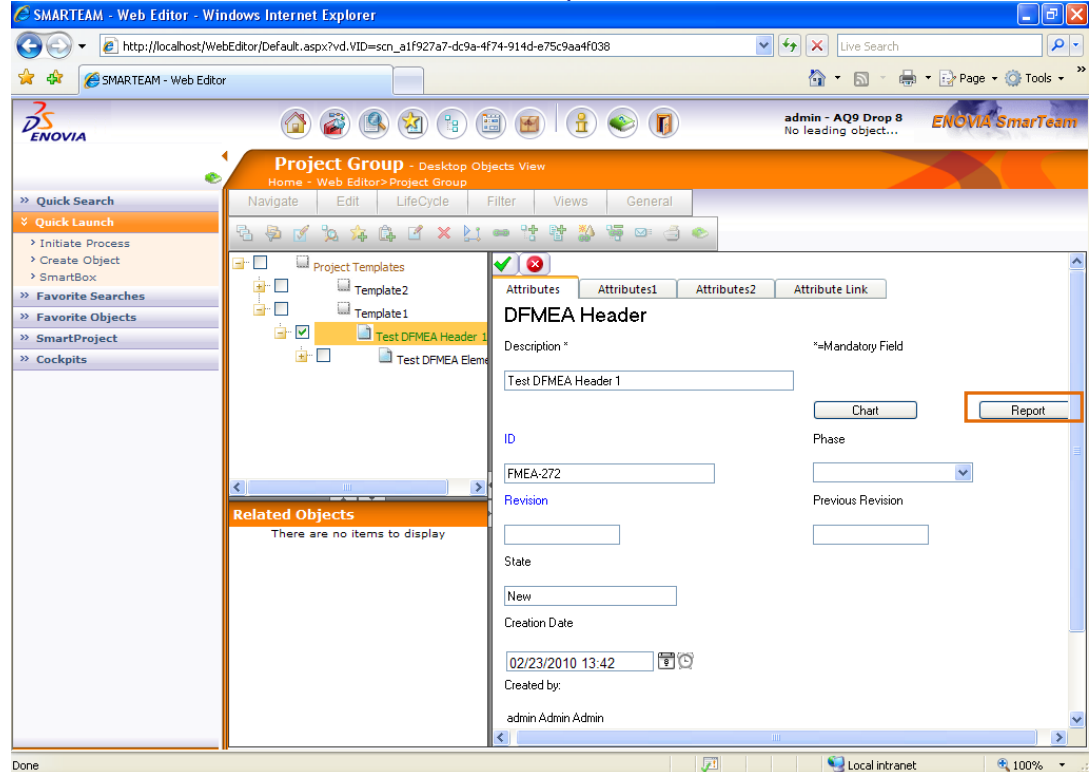 SMARTEAM - Web Editor - Windows Internet Explorer
http://localhost/WebEditor/Default.aspx?vd.VID=scn_a1f927a7-dc9a-4f74-914d-e75c9aa4f038
Live Search
SMARTEAM - Web Editor
Page
Tools
»
DS
ENOVIA
admin - AQ9 Drop 8
No leading object...
ENOVIA SmarTeam
Project Group - Desktop Objects View
Home - Web Editor>Project Group
Quick Search
Quick Launch
Initiate Process
Create Object
SmartBox
Favorite Searches
Favorite Objects
SmartProject
Cockpits
Navigate Edit LifeCycle Filter Views General
Project Templates
Template2
Template1
Test DFMEA Header 1
Test DFMEA Eleme
Related Objects
There are no items to display
Attributes Attributes1 Attributes2 Attribute Link
DFMEA Header
Description * *=Mandatory Field
Test DFMEA Header 1
Chart Report
ID Phase
FMEA-272
Revision Previous Revision
State
New
Creation Date
02/23/2010 13:42
Created by:
admin Admin Admin
Done Local intranet 100%